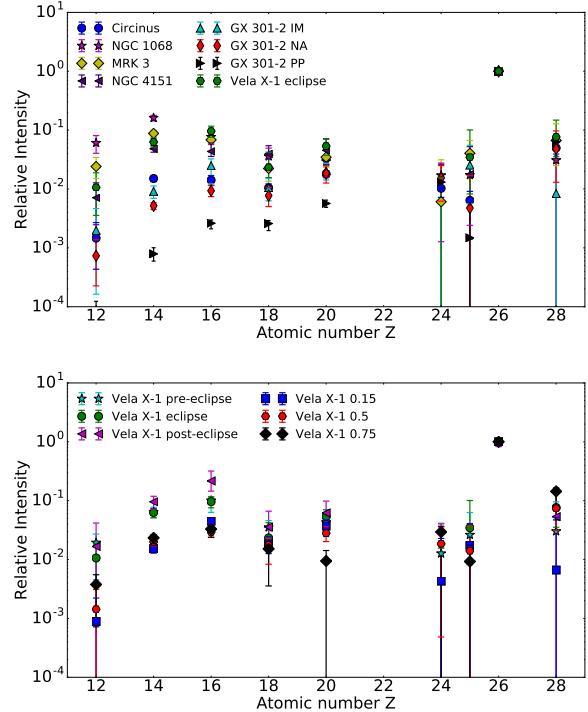 10^1
10^0
10^-1
10^-2
10^-3
10^-4
Relative Intensity
Circinus
NGC 1068
MRK 3
NGC 4151
GX 301-2 IM
GX 301-2 NA
GX 301-2 PP
Vela X-1 eclipse
12 14 16 18 20 22 24 26 28
Atomic number Z
10^1
10^0
10^-1
10^-2
10^-3
10^-4
Relative Intensity
Vela X-1 pre-eclipse
Vela X-1 eclipse
Vela X-1 post-eclipse
Vela X-1 0.15
Vela X-1 0.5
Vela X-1 0.75
12 14 16 18 20 22 24 26 28
Atomic number Z